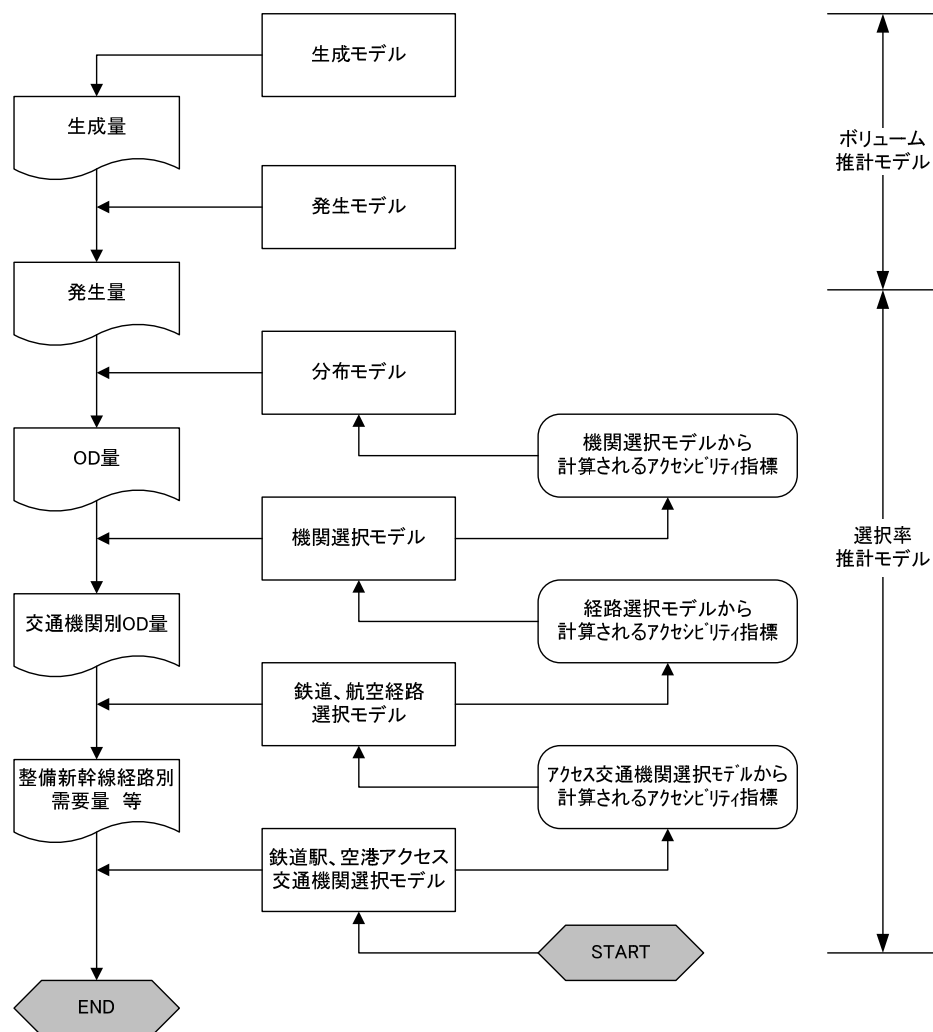 生成モデル
生成量
ボリューム
推計モデル
発生モデル
発生量
分布モデル
OD量
機関選択モデルから
計算されるｱｸｾｼﾋﾞﾘﾃｨ指標
機関選択モデル
選択率
推計モデル
交通機関別OD量
経路選択モデルから
計算されるｱｸｾｼﾋﾞﾘﾃｨ指標
鉄道、航空経路
選択モデル
整備新幹線経路別
需要量　等
ｱｸｾｽ交通機関選択ﾓﾃﾞﾙから
計算されるｱｸｾｼﾋﾞﾘﾃｨ指標
鉄道駅、空港アクセス
交通機関選択モデル
START
END